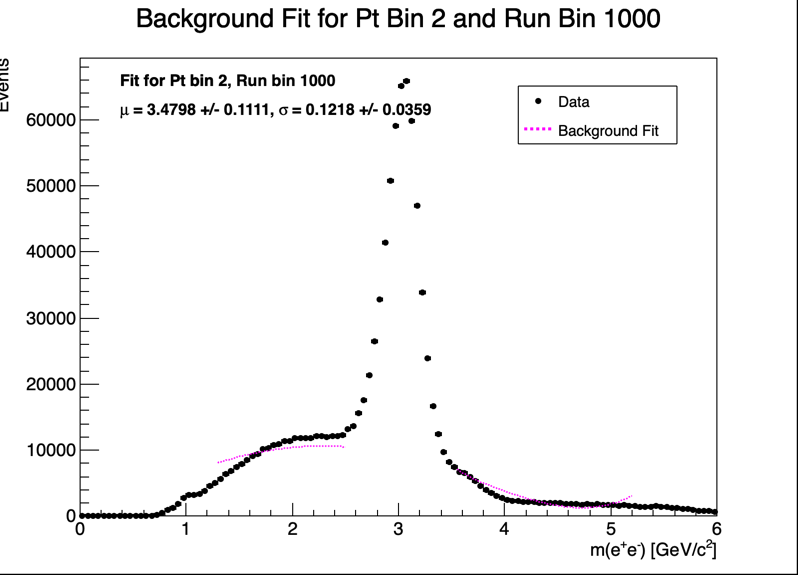 Background Fit for Pt Bin 2 and Run Bin 1000
Events
Fit for Pt bin 2, Run bin 1000
μ = 3.4798 +/- 0.1111, σ = 0.1218 +/- 0.0359
Data
Background Fit
60000
50000
40000
30000
20000
10000
0
0 1 2 3 4 5 6
m(e⁺e⁻) [GeV/c²]